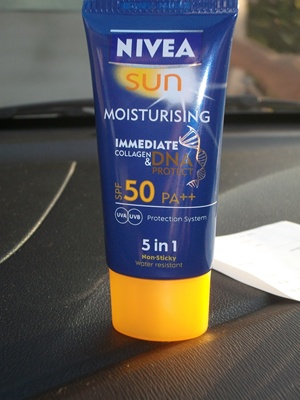 NIVEA
sun
MOISTURISING
IMMEDIATE
COLLAGEN
& DNA
PROTECT
SPF 50 PA++
UVA UVB Protection System
5 in 1
Non-Sticky
water resistant